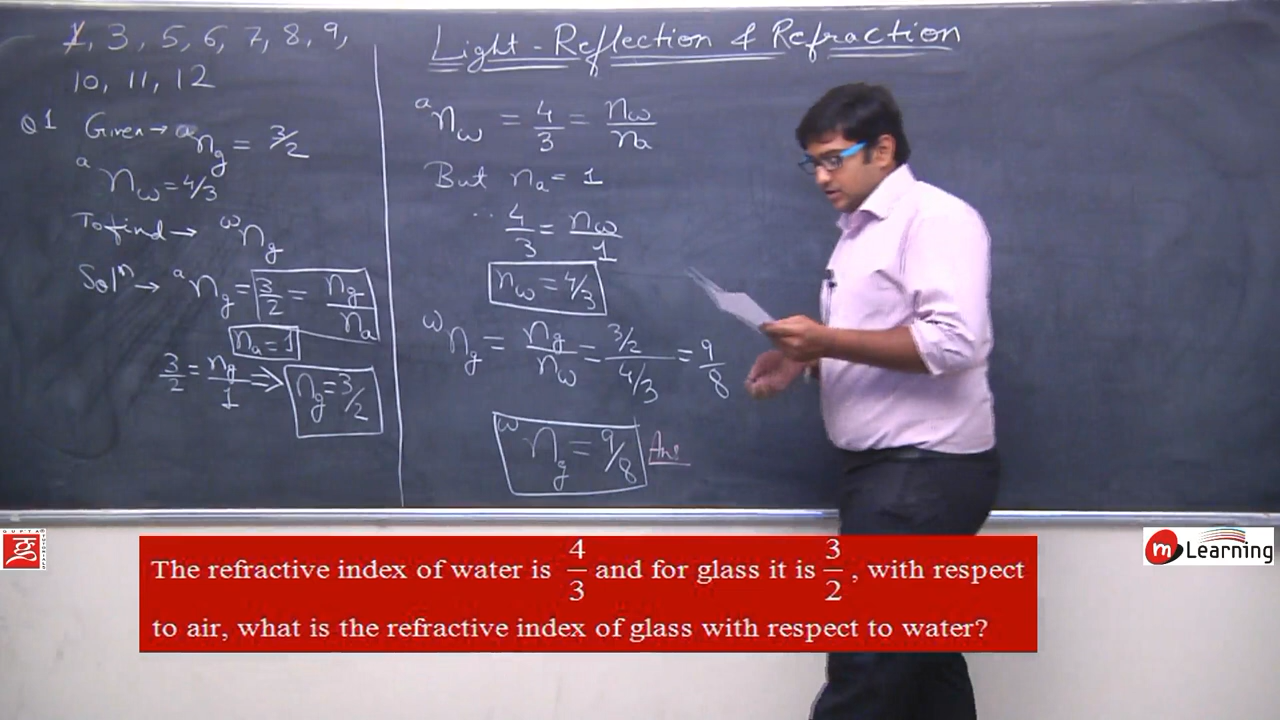 1, 3, 5, 6, 7, 8, 9,
10, 11, 12
Q1 Given → ᵃn_g = 3/2
ᵃn_w = 4/3
To find → ʷn_g
Solⁿ → ᵃn_g = 3/2 = n_g/n_a
n_a = 1
3/2 = n_g/1 => n_g = 3/2
Light - Reflection & Refraction
ᵃn_w = 4/3 = n_w/n_a
But n_a = 1
∴ 4/3 = n_w/1
n_w = 4/3
ʷn_g = n_g/n_w = 3/2 / 4/3 = 9/8
ʷn_g = 9/8 Ans
GUPTA
TUTORIALS
m Learning
The refractive index of water is 4/3 and for glass it is 3/2, with respect
to air, what is the refractive index of glass with respect to water?